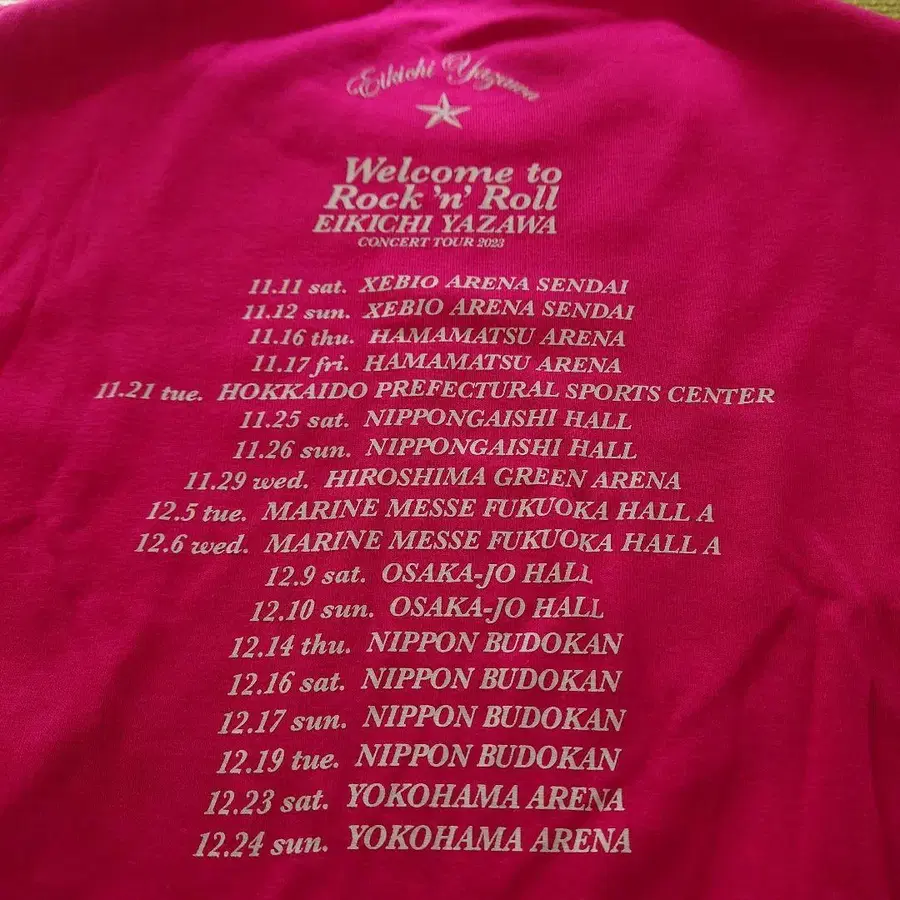 Eikichi Yazawa
Welcome to
Rock 'n' Roll
EIKICHI YAZAWA
CONCERT TOUR 2023
11.11 sat. XEBIO ARENA SENDAI
11.12 sun. XEBIO ARENA SENDAI
11.16 thu. HAMAMATSU ARENA
11.17 fri. HAMAMATSU ARENA
11.21 tue. HOKKAIDO PREFECTURAL SPORTS CENTER
11.25 sat. NIPPONGAISHI HALL
11.26 sun. NIPPONGAISHI HALL
11.29 wed. HIROSHIMA GREEN ARENA
12.5 tue. MARINE MESSE FUKUOKA HALL A
12.6 wed. MARINE MESSE FUKUOKA HALL A
12.9 sat. OSAKA-JO HALL
12.10 sun. OSAKA-JO HALL
12.14 thu. NIPPON BUDOKAN
12.16 sat. NIPPON BUDOKAN
12.17 sun. NIPPON BUDOKAN
12.19 tue. NIPPON BUDOKAN
12.23 sat. YOKOHAMA ARENA
12.24 sun. YOKOHAMA ARENA